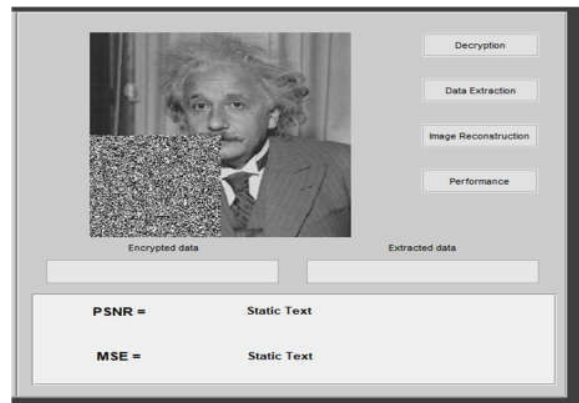 Decryption
Data Extraction
Image Reconstruction
Performance
Encrypted data Extracted data
PSNR = Static Text
MSE = Static Text